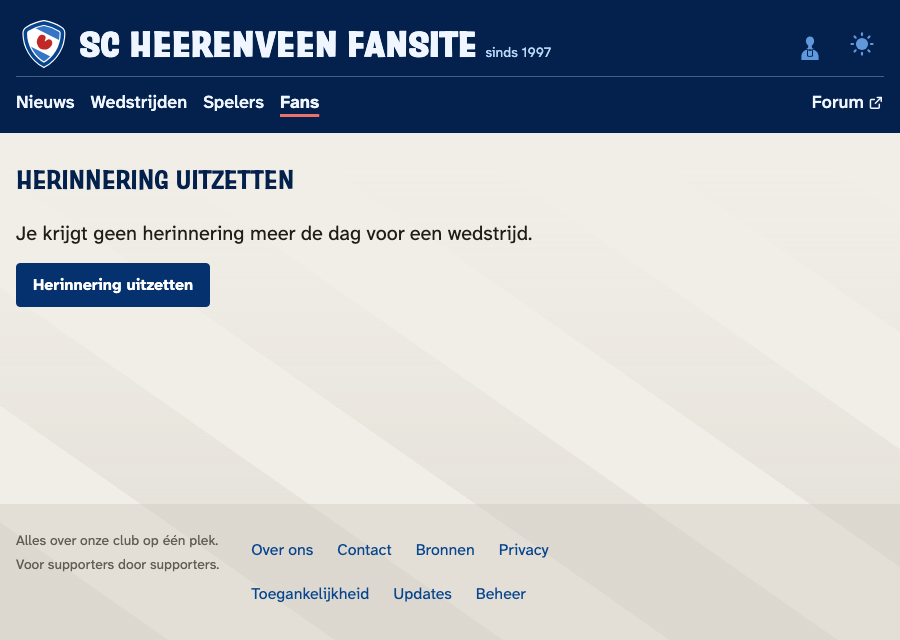 SC HEERENVEEN FANSITE sinds 1997
Nieuws Wedstrijden Spelers Fans Forum
HERINNERING UITZETTEN
Je krijgt geen herinnering meer de dag voor een wedstrijd.
Herinnering uitzetten
Alles over onze club op één plek.
Voor supporters door supporters.
Over ons Contact Bronnen Privacy
Toegankelijkheid Updates Beheer